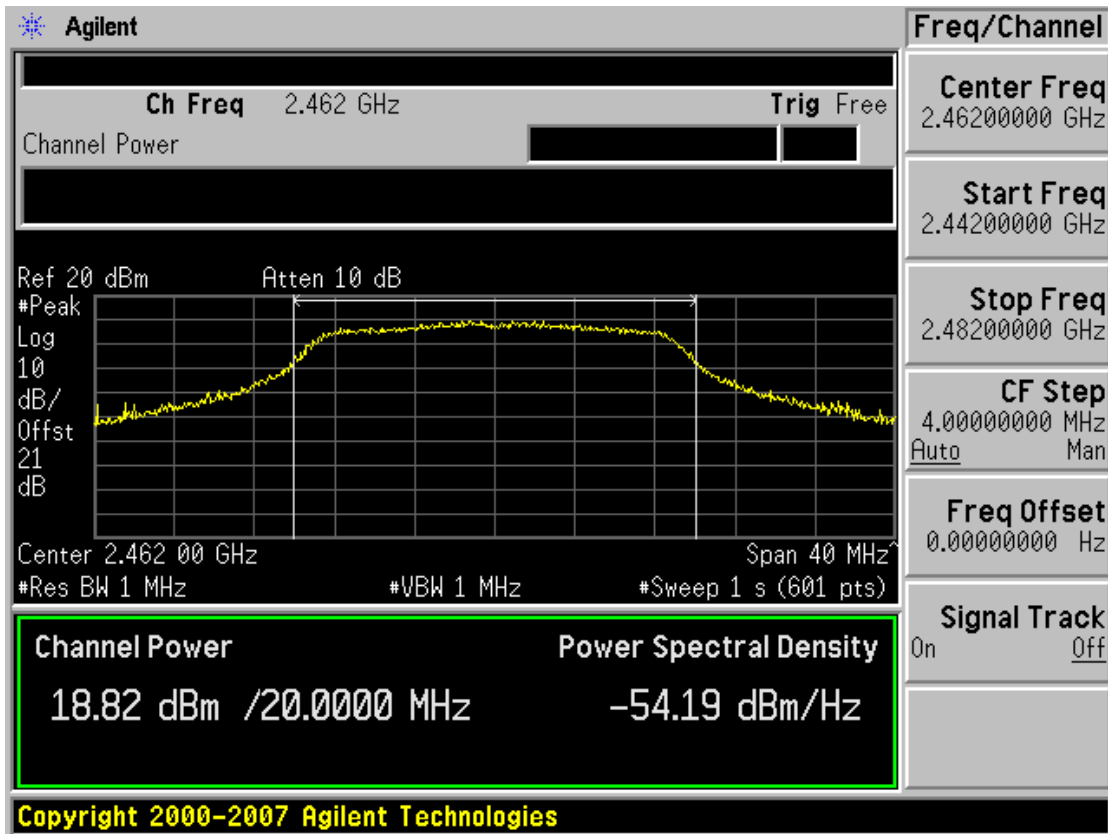 Agilent
Freq/Channel
Ch Freq 2.462 GHz Trig Free
Channel Power
Center Freq
2.46200000 GHz
Start Freq
2.44200000 GHz
Stop Freq
2.48200000 GHz
CF Step
4.00000000 MHz
Auto Man
Freq Offset
0.00000000 Hz
Signal Track
On Off
Ref 20 dBm Atten 10 dB
#Peak
Log
10
dB/
Offst
21
dB
Center 2.462 00 GHz Span 40 MHz^
#Res BW 1 MHz #VBW 1 MHz #Sweep 1 s (601 pts)
Channel Power Power Spectral Density
18.82 dBm /20.0000 MHz -54.19 dBm/Hz
Copyright 2000-2007 Agilent Technologies